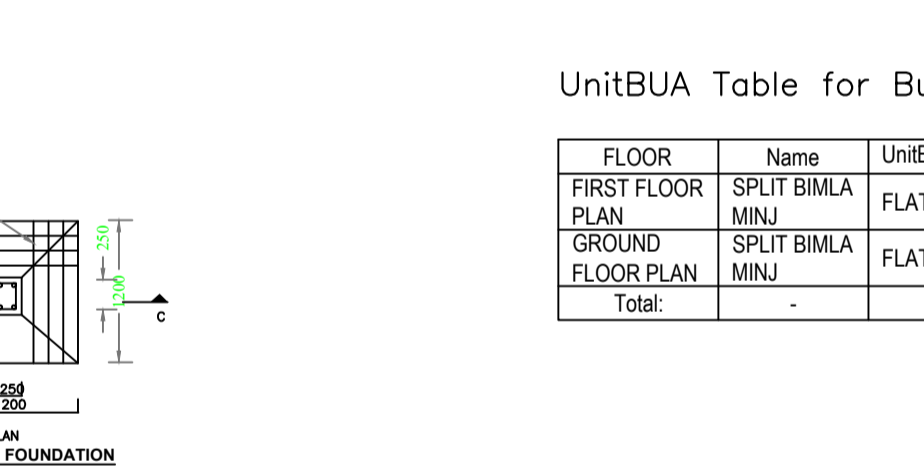 UnitBUA Table for Bu
FLOOR Name UnitB
FIRST FLOOR PLAN SPLIT BIMLA MINJ FLAT
GROUND FLOOR PLAN SPLIT BIMLA MINJ FLAT
Total: -
250
1200
C
250
200
LAN
FOUNDATION